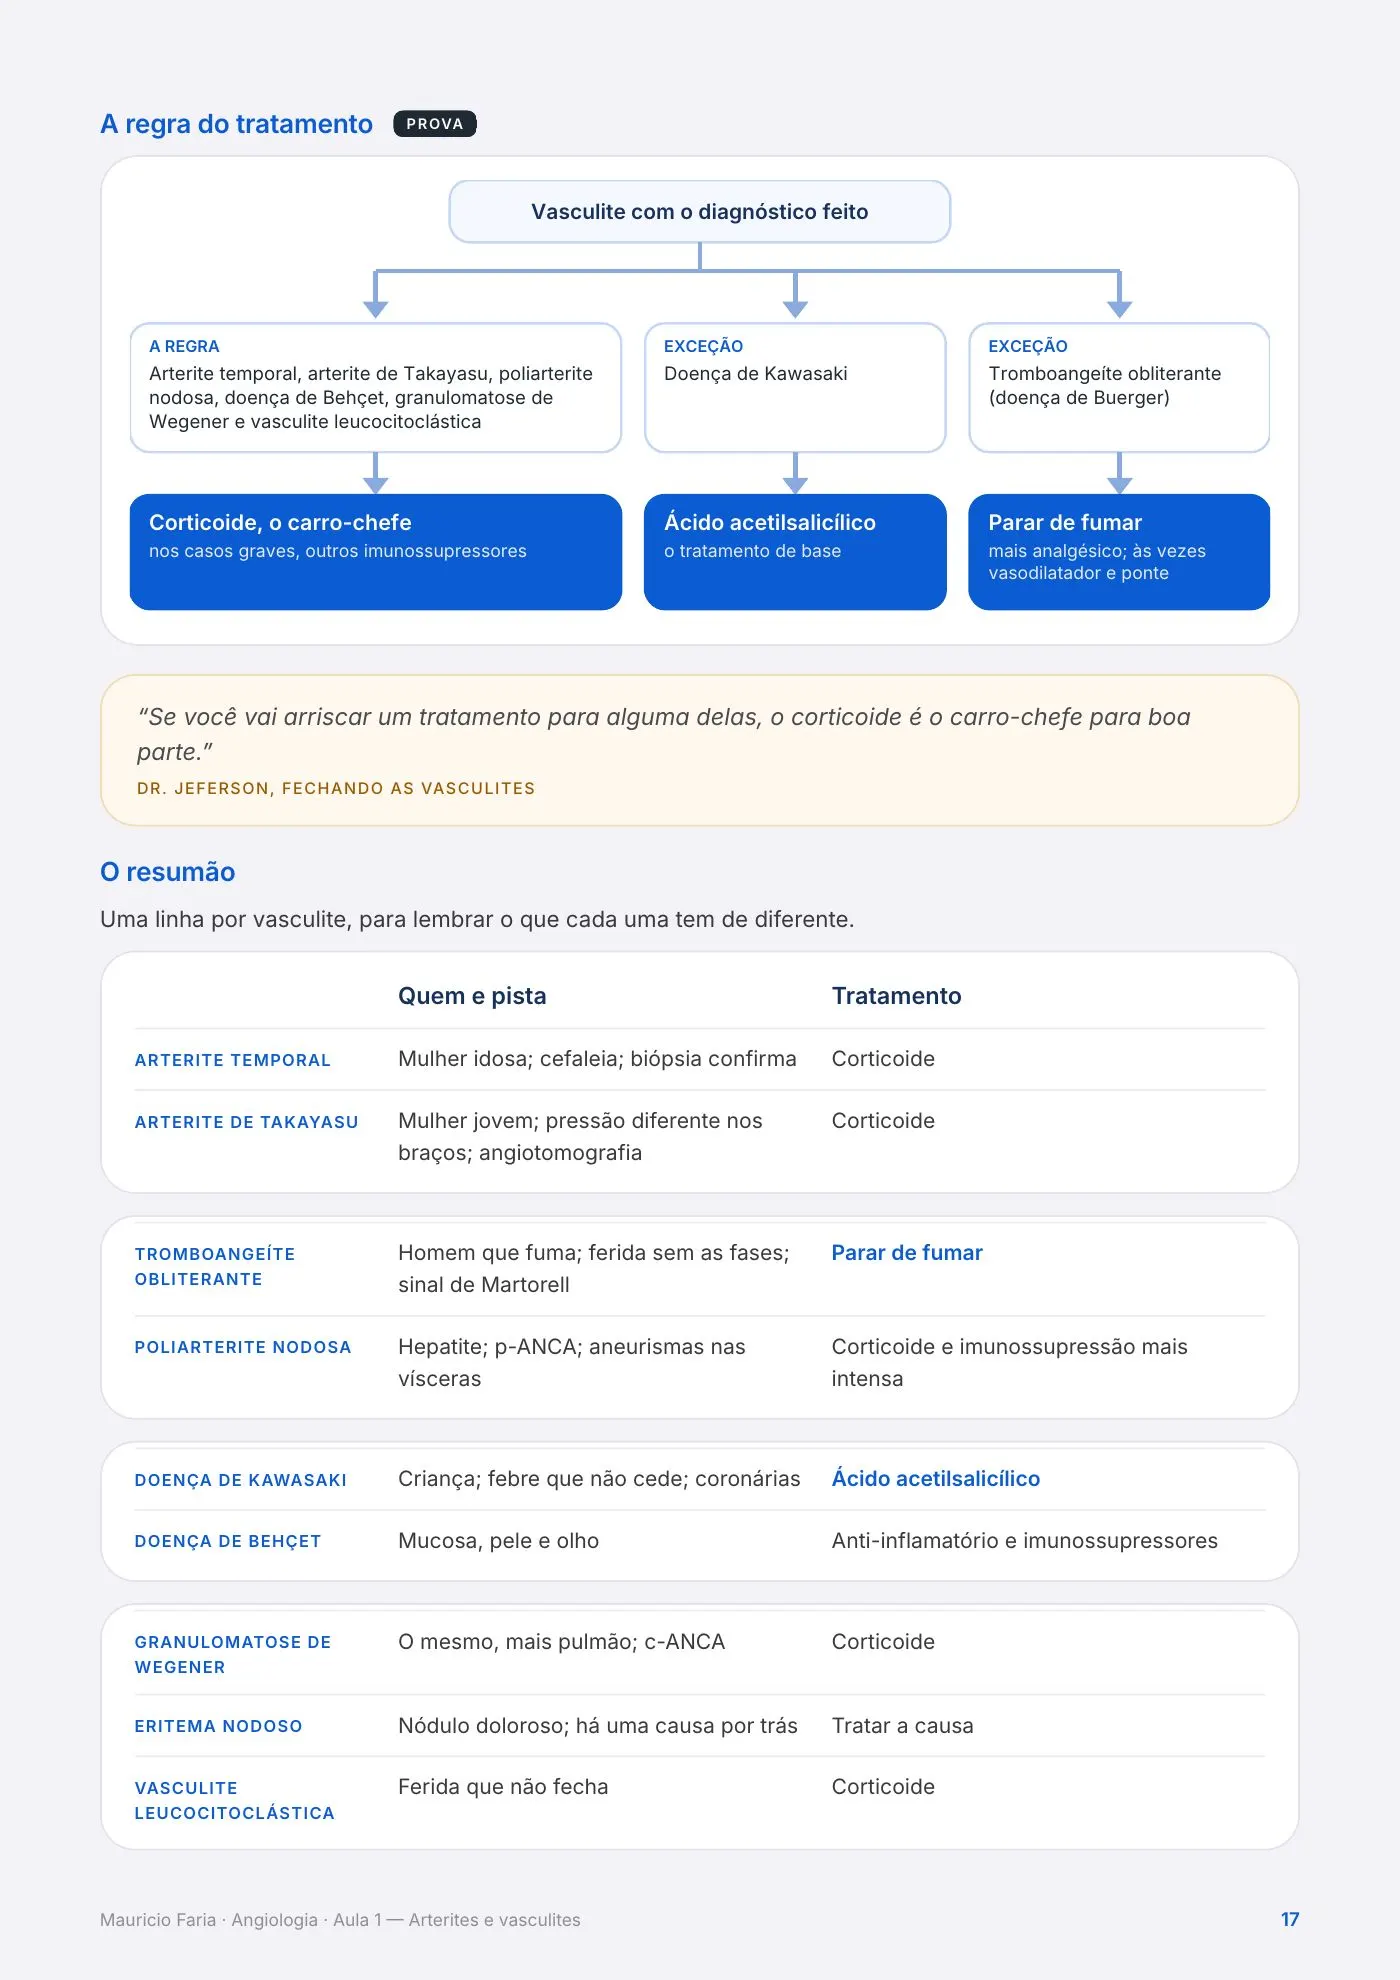 A regra do tratamento PROVA
Vasculite com o diagnóstico feito
A REGRA
Arterite temporal, arterite de Takayasu, poliarterite
nodosa, doença de Behçet, granulomatose de
Wegener e vasculite leucocitoclástica
EXCEÇÃO
Doença de Kawasaki
EXCEÇÃO
Tromboangeíte obliterante
(doença de Buerger)
Corticoide, o carro-chefe
nos casos graves, outros imunossupressores
Ácido acetilsalicílico
o tratamento de base
Parar de fumar
mais analgésico; às vezes
vasodilatador e ponte
“Se você vai arriscar um tratamento para alguma delas, o corticoide é o carro-chefe para boa
parte.”
DR. JEFERSON, FECHANDO AS VASCULITES
O resumão
Uma linha por vasculite, para lembrar o que cada uma tem de diferente.
Quem e pista Tratamento
ARTERITE TEMPORAL Mulher idosa; cefaleia; biópsia confirma Corticoide
ARTERITE DE TAKAYASU Mulher jovem; pressão diferente nos Corticoide
braços; angiotomografia
TROMBOANGEÍTE Homem que fuma; ferida sem as fases; Parar de fumar
OBLITERANTE sinal de Martorell
POLIARTERITE NODOSA Hepatite; p-ANCA; aneurismas nas Corticoide e imunossupressão mais
vísceras intensa
DOENÇA DE KAWASAKI Criança; febre que não cede; coronárias Ácido acetilsalicílico
DOENÇA DE BEHÇET Mucosa, pele e olho Anti-inflamatório e imunossupressores
GRANULOMATOSE DE O mesmo, mais pulmão; c-ANCA Corticoide
WEGENER
ERITEMA NODOSO Nódulo doloroso; há uma causa por trás Tratar a causa
VASCULITE Ferida que não fecha Corticoide
LEUCOCITOCLÁSTICA
Mauricio Faria · Angiologia · Aula 1 — Arterites e vasculites 17